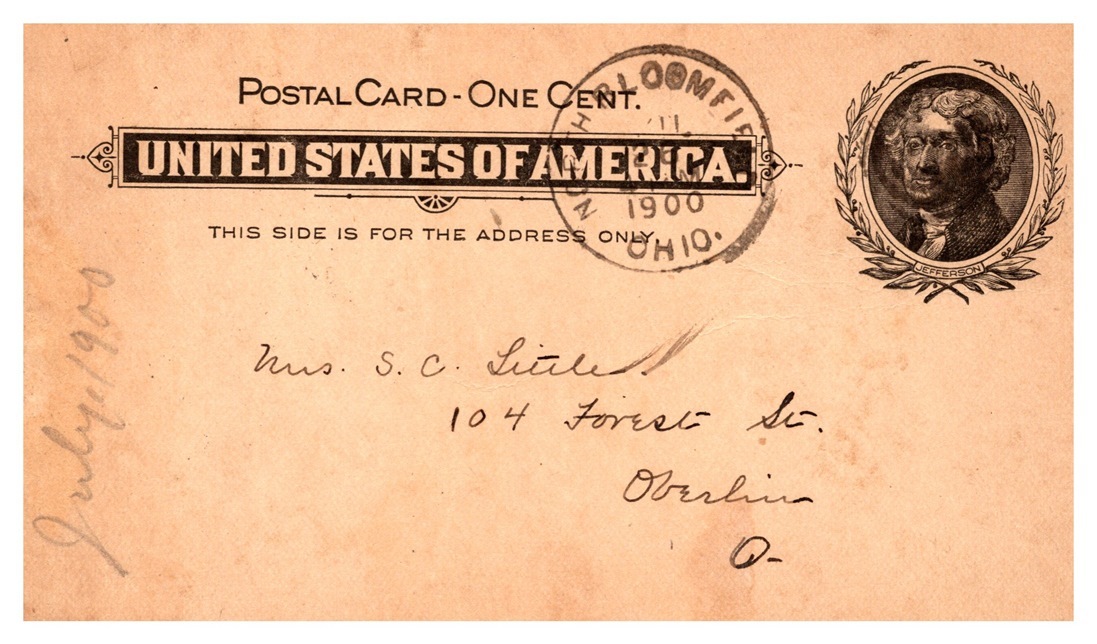 POSTAL CARD - ONE CENT.
UNITED STATES OF AMERICA.
THIS SIDE IS FOR THE ADDRESS ONLY.
NORTH BLOOMFIE
1900
OHIO.
JEFFERSON
Mrs. S. C. Little
104 Forest St.
Oberlin
O-
July 1900